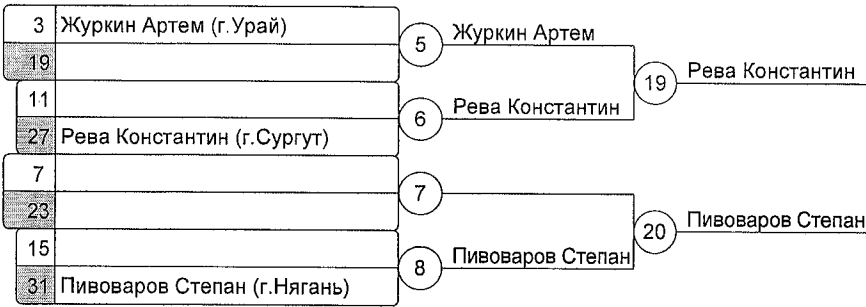 3 Журкин Артем (г.Урай)
19
5 Журкин Артем
11
27 Рева Константин (г.Сургут)
6 Рева Константин
19 Рева Константин
7
23
7
15
31 Пивоваров Степан (г.Нягань)
8 Пивоваров Степан
20 Пивоваров Степан